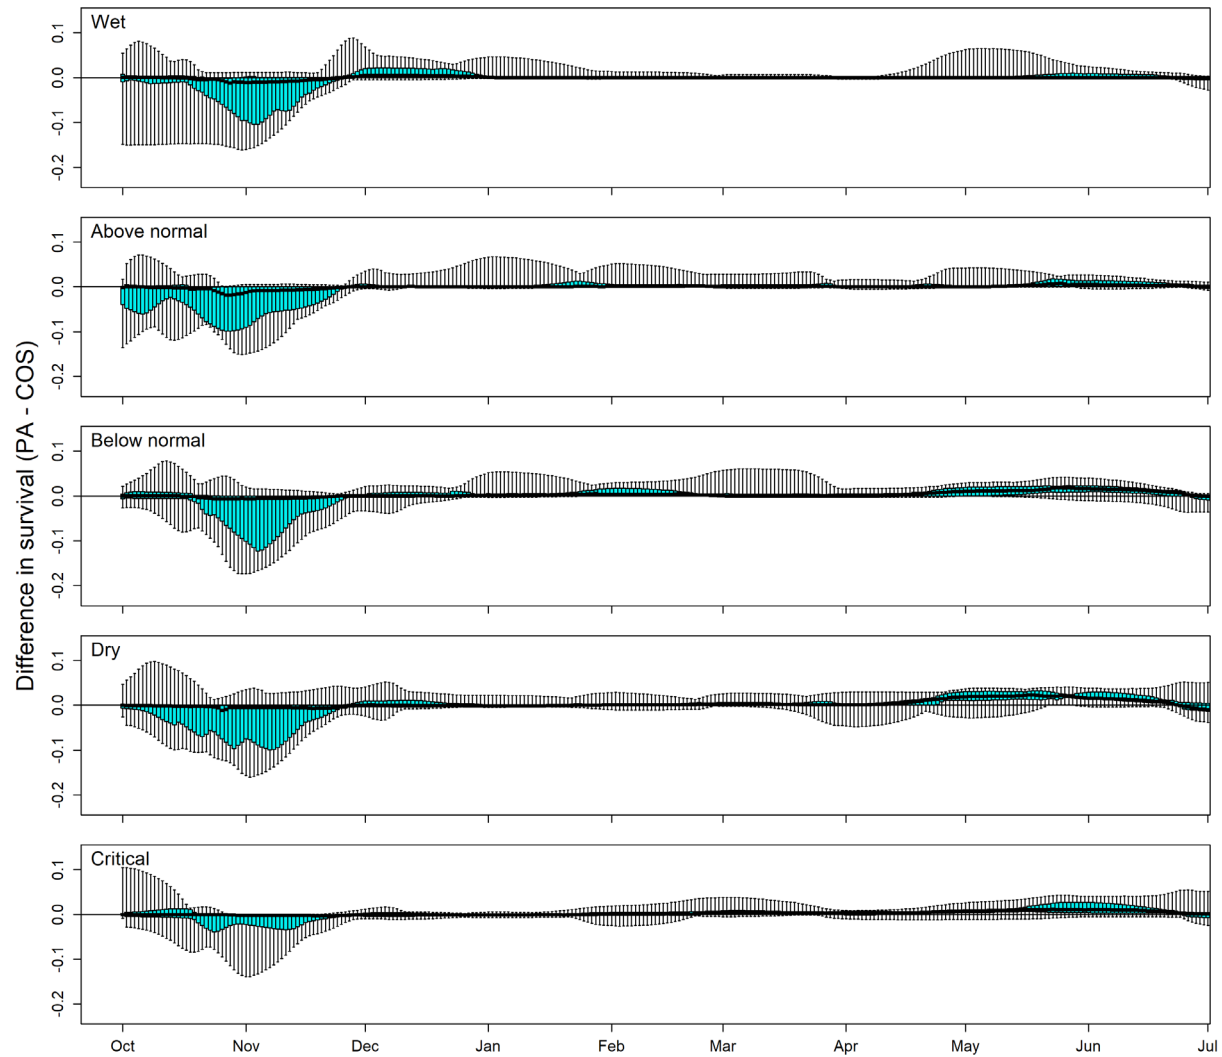 Difference in survival (PA - COS)
Wet
0.1
0.0
-0.1
-0.2
Above normal
0.1
0.0
-0.1
-0.2
Below normal
0.1
0.0
-0.1
-0.2
Dry
0.1
0.0
-0.1
-0.2
Critical
0.1
0.0
-0.1
-0.2
Oct Nov Dec Jan Feb Mar Apr May Jun Jul